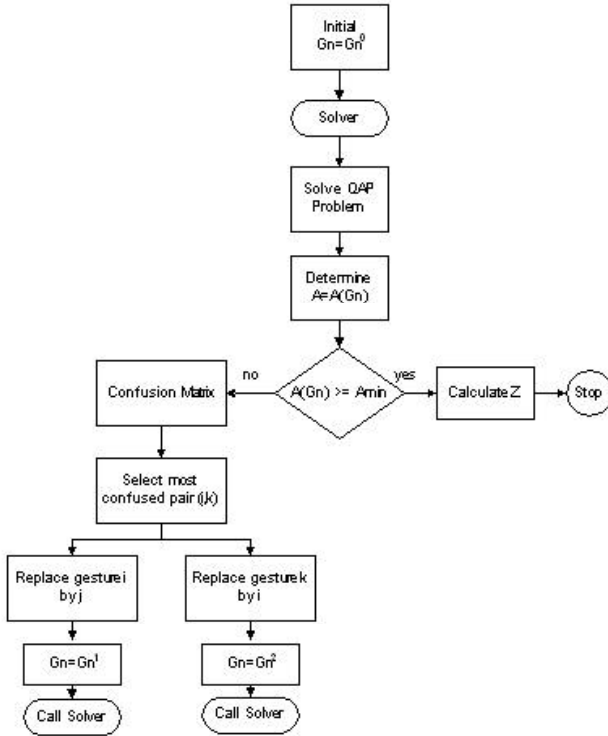 Initial
Gn=Gn⁰
Solver
Solve QAP
Problem
Determine
A=A(Gn)
no
yes
Confusion Matrix
A(Gn) >= Amin
Calculate Z
Stop
Select most
confused pair (j,k)
Replace gesture i
by j
Replace gesture k
by i
Gn=Gn¹
Gn=Gn²
Call Solver
Call Solver